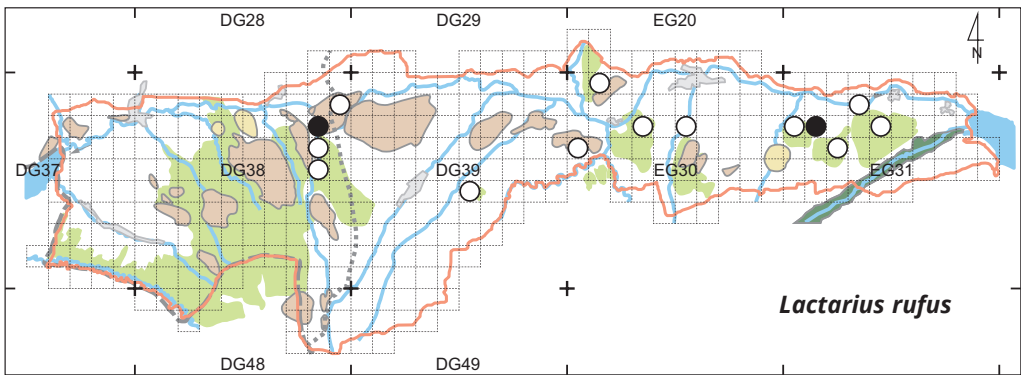 DG28 DG29 EG20
N
DG37 DG38 DG39 EG30 EG31
Lactarius rufus
DG48 DG49